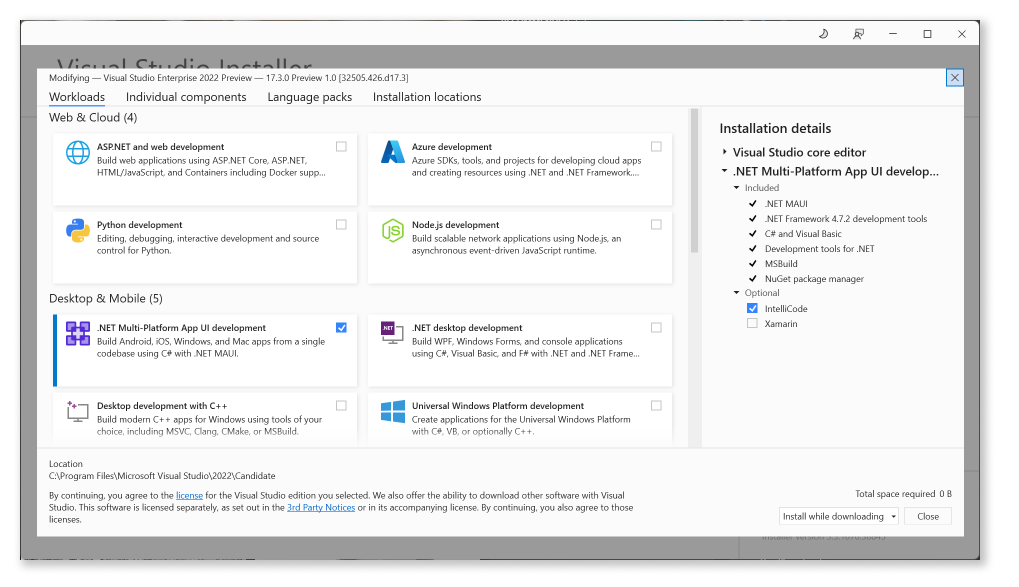 Visual Studio Installer
Modifying — Visual Studio Enterprise 2022 Preview — 17.3.0 Preview 1.0 [32505.426.d17.3]
Workloads Individual components Language packs Installation locations
Web & Cloud (4)
ASP.NET and web development
Build web applications using ASP.NET Core, ASP.NET,
HTML/JavaScript, and Containers including Docker supp...
Azure development
Azure SDKs, tools, and projects for developing cloud apps
and creating resources using .NET and .NET Framework....
Python development
Editing, debugging, interactive development and source
control for Python.
Node.js development
Build scalable network applications using Node.js, an
asynchronous event-driven JavaScript runtime.
Desktop & Mobile (5)
.NET Multi-Platform App UI development
Build Android, iOS, Windows, and Mac apps from a single
codebase using C# with .NET MAUI.
.NET
.NET desktop development
Build WPF, Windows Forms, and console applications
using C#, Visual Basic, and F# with .NET and .NET Frame...
Desktop development with C++
Build modern C++ apps for Windows using tools of your
choice, including MSVC, Clang, CMake, or MSBuild.
Universal Windows Platform development
Create applications for the Universal Windows Platform
with C#, VB, or optionally C++.
Installation details
Visual Studio core editor
.NET Multi-Platform App UI develop...
Included
.NET MAUI
.NET Framework 4.7.2 development tools
C# and Visual Basic
Development tools for .NET
MSBuild
NuGet package manager
Optional
IntelliCode
Xamarin
Location
C:\Program Files\Microsoft Visual Studio\2022\Candidate
By continuing, you agree to the license for the Visual Studio edition you selected. We also offer the ability to download other software with Visual
Studio. This software is licensed separately, as set out in the 3rd Party Notices or in its accompanying license. By continuing, you also agree to those
licenses.
Total space required 0 B
Install while downloading Close